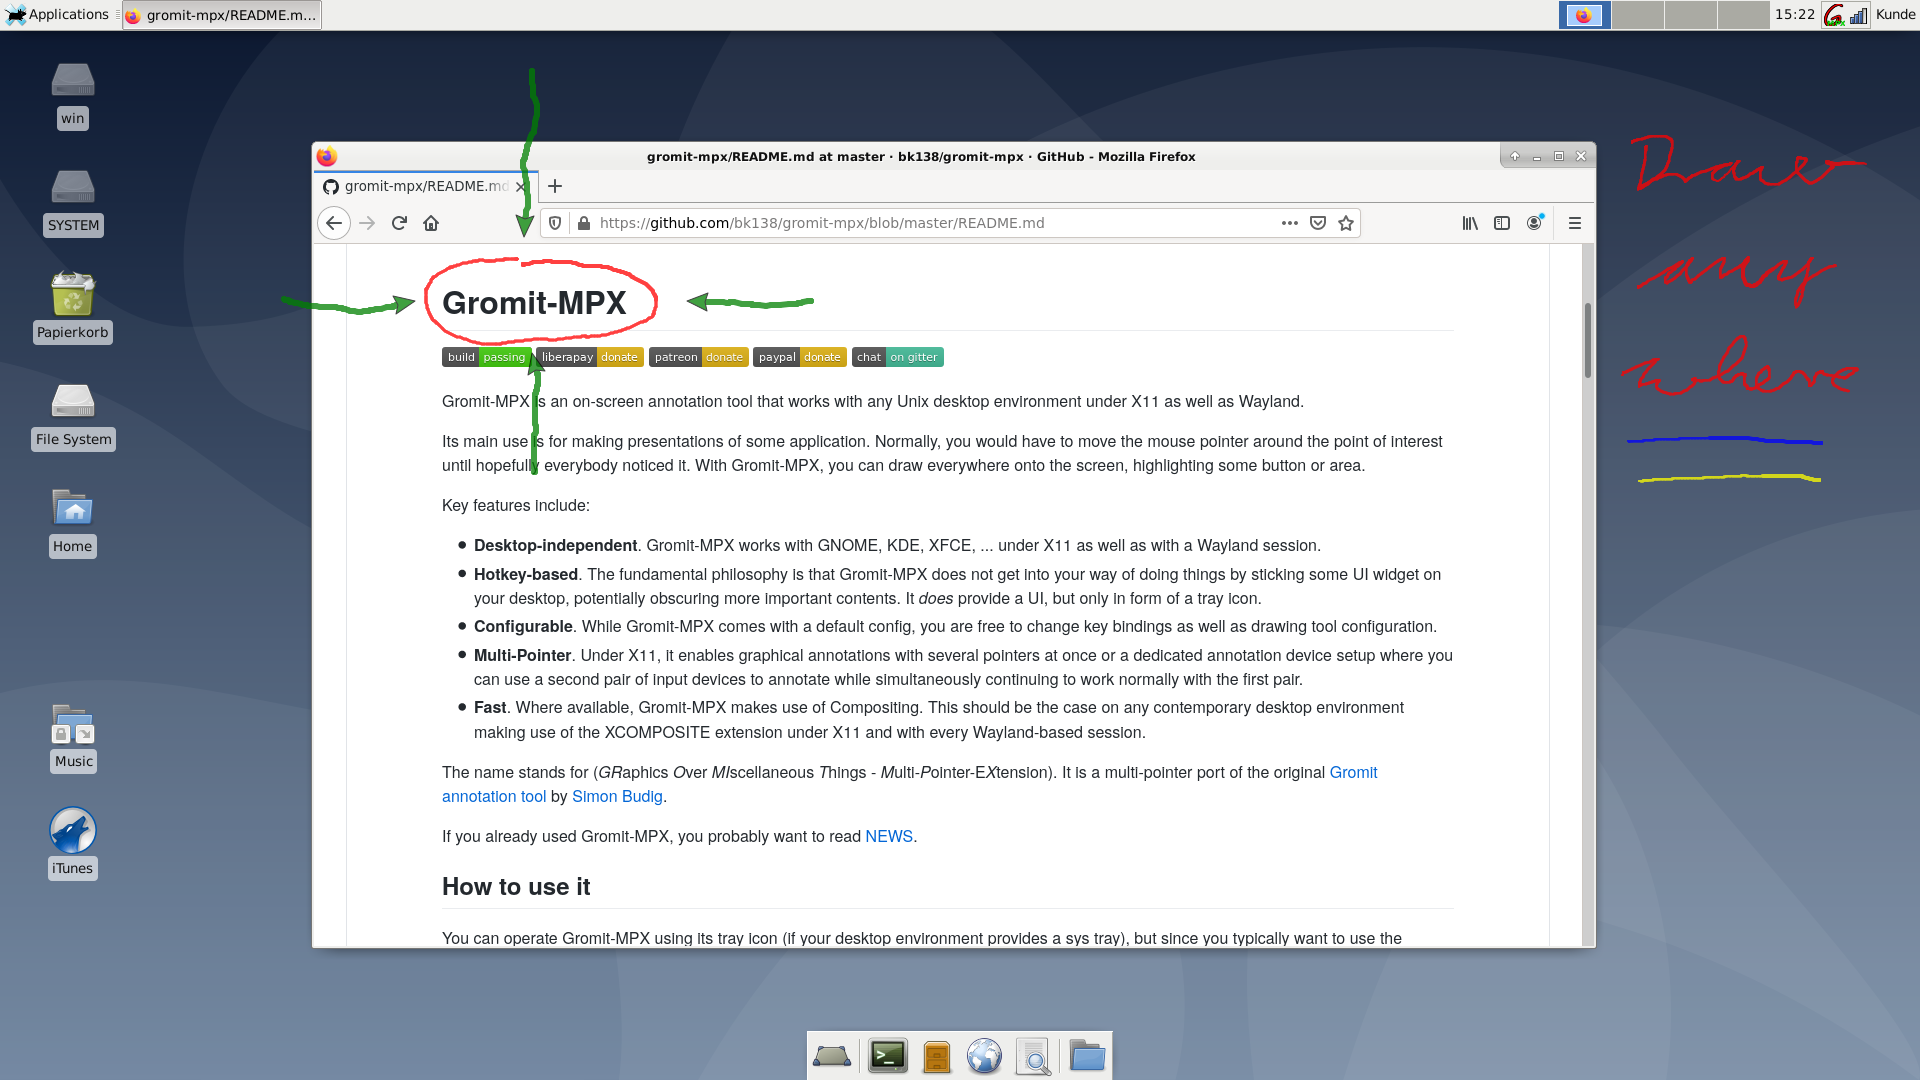 Applications
gromit-mpx/README.m...
15:22
Kunde
win
SYSTEM
Papierkorb
File System
Home
Music
iTunes
gromit-mpx/README.md at master · bk138/gromit-mpx · GitHub - Mozilla Firefox
gromit-mpx/README.md
https://github.com/bk138/gromit-mpx/blob/master/README.md
Gromit-MPX
build passing liberapay donate patreon donate paypal donate chat on gitter
Gromit-MPX is an on-screen annotation tool that works with any Unix desktop environment under X11 as well as Wayland.
Its main use is for making presentations of some application. Normally, you would have to move the mouse pointer around the point of interest
until hopefully everybody noticed it. With Gromit-MPX, you can draw everywhere onto the screen, highlighting some button or area.
Key features include:
• Desktop-independent. Gromit-MPX works with GNOME, KDE, XFCE, ... under X11 as well as with a Wayland session.
• Hotkey-based. The fundamental philosophy is that Gromit-MPX does not get into your way of doing things by sticking some UI widget on
your desktop, potentially obscuring more important contents. It does provide a UI, but only in form of a tray icon.
• Configurable. While Gromit-MPX comes with a default config, you are free to change key bindings as well as drawing tool configuration.
• Multi-Pointer. Under X11, it enables graphical annotations with several pointers at once or a dedicated annotation device setup where you
can use a second pair of input devices to annotate while simultaneously continuing to work normally with the first pair.
• Fast. Where available, Gromit-MPX makes use of Compositing. This should be the case on any contemporary desktop environment
making use of the XCOMPOSITE extension under X11 and with every Wayland-based session.
The name stands for (GRaphics Over MIscellaneous Things - Multi-Pointer-EXtension). It is a multi-pointer port of the original Gromit
annotation tool by Simon Budig.
If you already used Gromit-MPX, you probably want to read NEWS.
How to use it
You can operate Gromit-MPX using its tray icon (if your desktop environment provides a sys tray), but since you typically want to use the
Draw
any
where